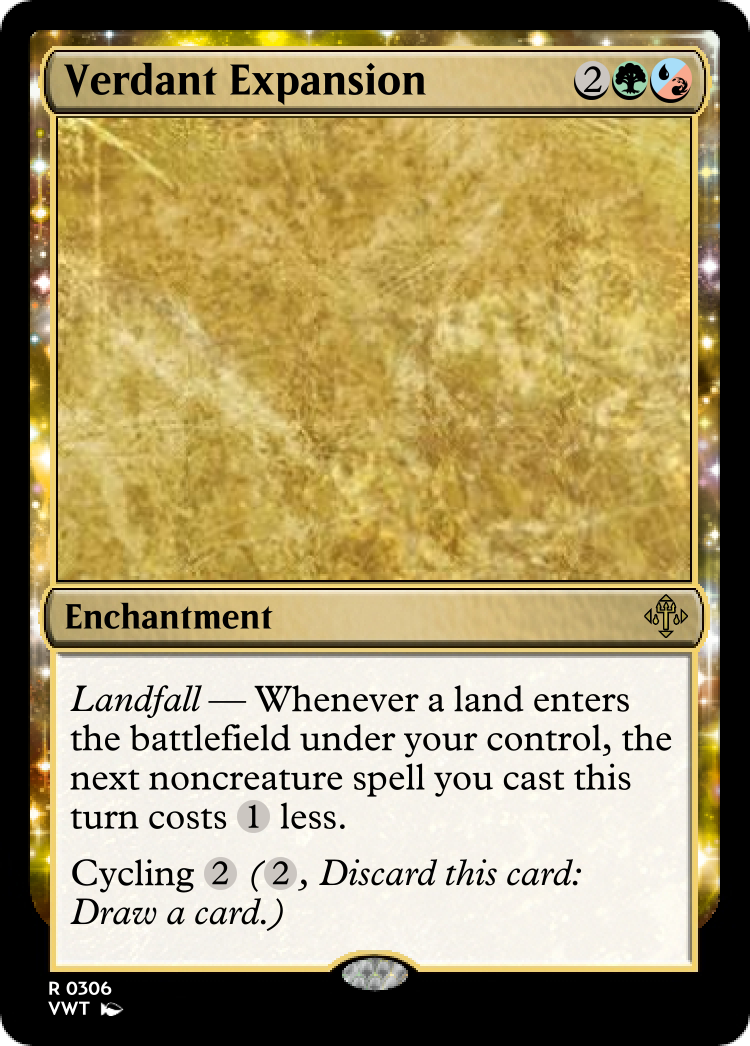 Verdant Expansion 2
Enchantment
Landfall — Whenever a land enters
the battlefield under your control, the
next noncreature spell you cast this
turn costs 1 less.
Cycling 2 (2, Discard this card:
Draw a card.)
R 0306
VWT